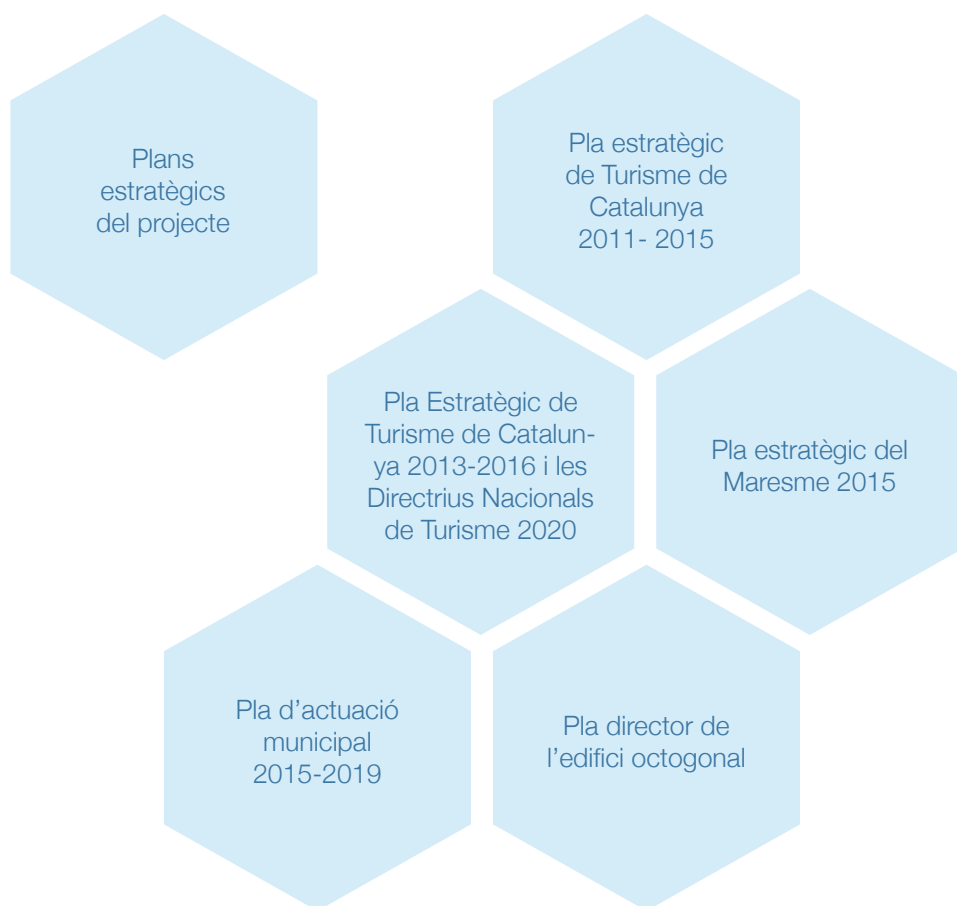 Plans
estratègics
del projecte
Pla estratègic
de Turisme de
Catalunya
2011- 2015
Pla Estratègic de
Turisme de Catalun-
ya 2013-2016 i les
Directrius Nacionals
de Turisme 2020
Pla estratègic del
Maresme 2015
Pla d’actuació
municipal
2015-2019
Pla director de
l’edifici octogonal